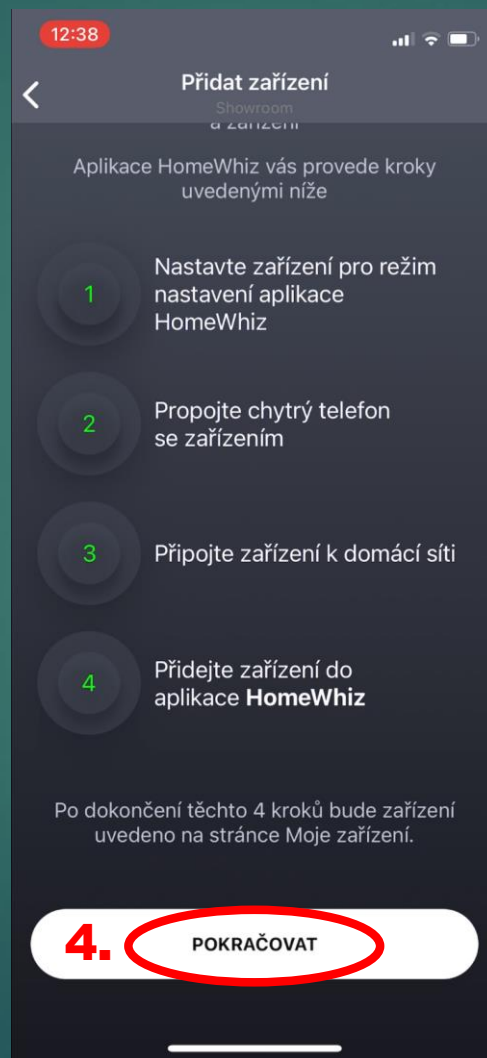 12:38
Přidat zařízení
Showroom
a zařízení
Aplikace HomeWhiz vás provede kroky
uvedenými níže
1
Nastavte zařízení pro režim
nastavení aplikace
HomeWhiz
2
Propojte chytrý telefon
se zařízením
3
Připojte zařízení k domácí síti
4
Přidejte zařízení do
aplikace HomeWhiz
Po dokončení těchto 4 kroků bude zařízení
uvedeno na stránce Moje zařízení.
4.
POKRAČOVAT